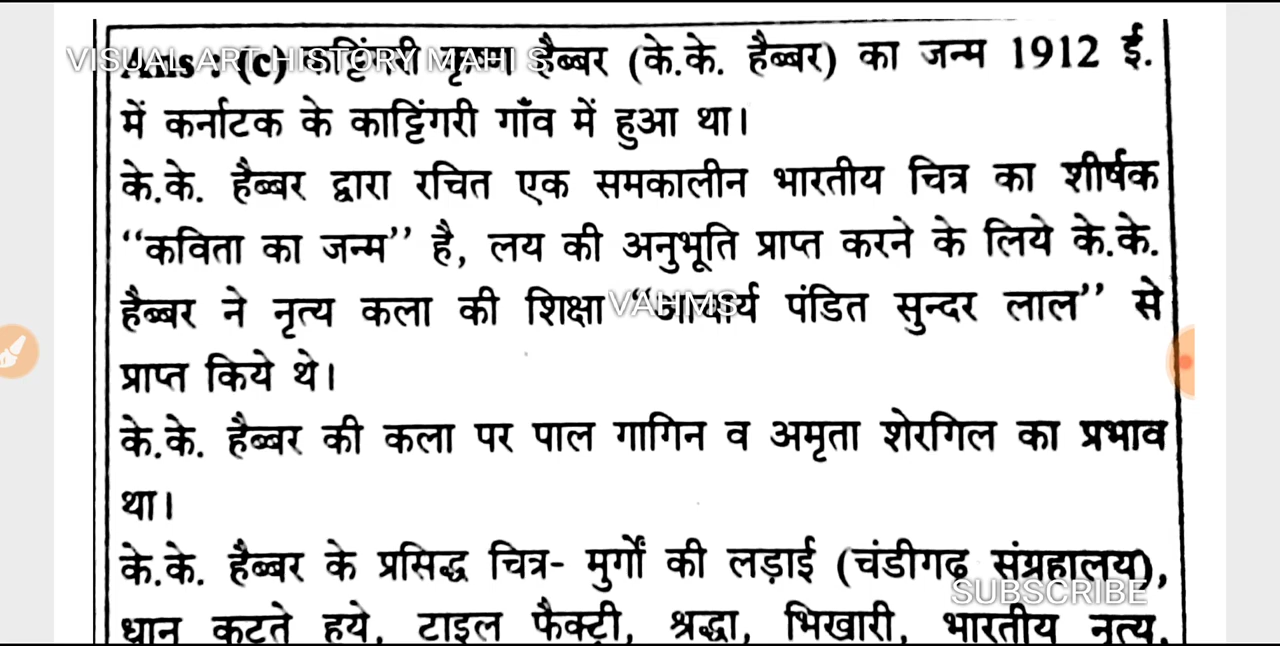 VISUAL ART HISTORY MAHI S
Ans : (c) कट्टिंगरी कृष्णा हैब्बर (के.के. हैब्बर) का जन्म 1912 ई.
में कर्नाटक के काट्टिंगरी गाँव में हुआ था।
के.के. हैब्बर द्वारा रचित एक समकालीन भारतीय चित्र का शीर्षक
‘‘कविता का जन्म’’ है, लय की अनुभूति प्राप्त करने के लिये के.के.
हैब्बर ने नृत्य कला की शिक्षा ‘‘आचार्य पंडित सुन्दर लाल’’ से
VAHMS
प्राप्त किये थे।
के.के. हैब्बर की कला पर पाल गागिन व अमृता शेरगिल का प्रभाव
था।
के.के. हैब्बर के प्रसिद्ध चित्र- मुर्गों की लड़ाई (चंडीगढ़ संग्रहालय),
SUBSCRIBE
धान कटते हुये, टाइल फैक्ट्री, श्रद्धा, भिखारी, भारतीय नृत्य,